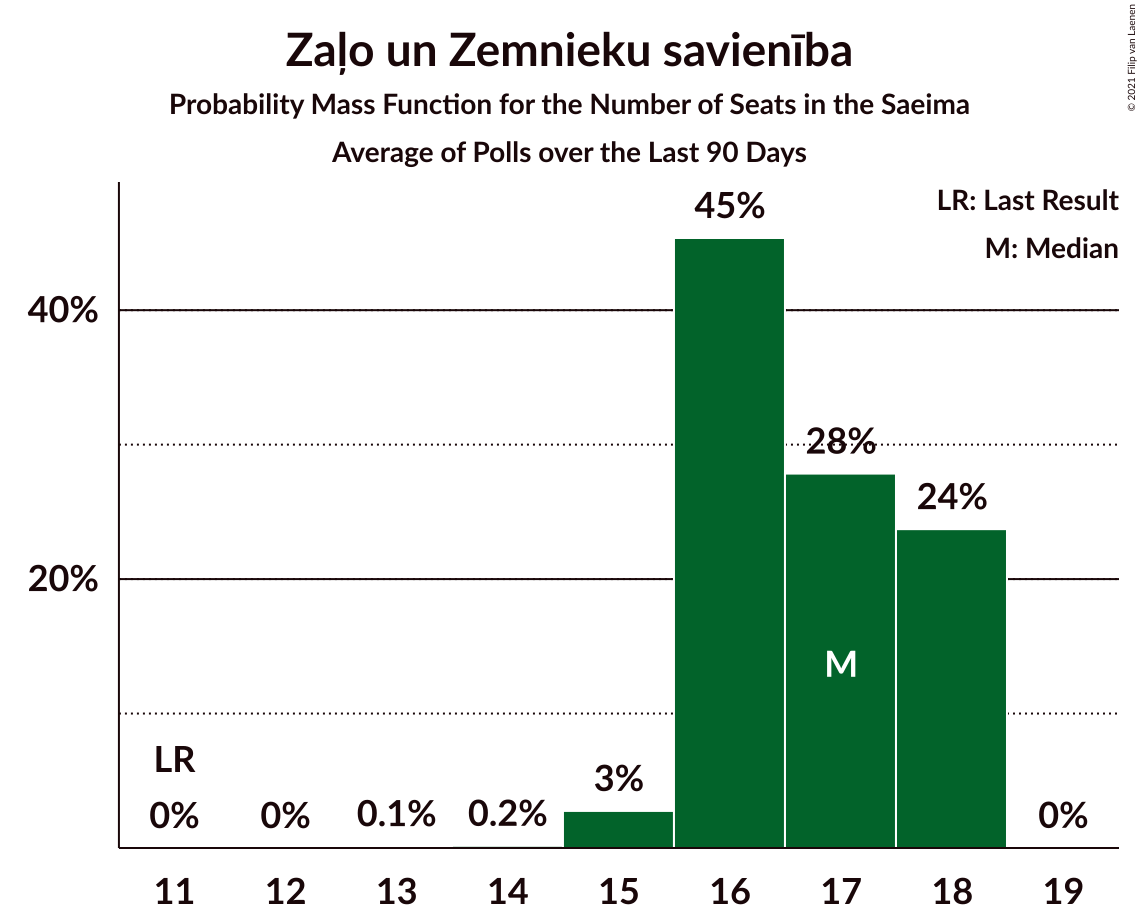 Zaļo un Zemnieku savienība
Probability Mass Function for the Number of Seats in the Saeima
Average of Polls over the Last 90 Days
© 2021 Filip van Laenen
LR: Last Result
M: Median
45%
40%
28%
24%
20%
M
LR
3%
0% 0% 0.1% 0.2% 0%
11 12 13 14 15 16 17 18 19